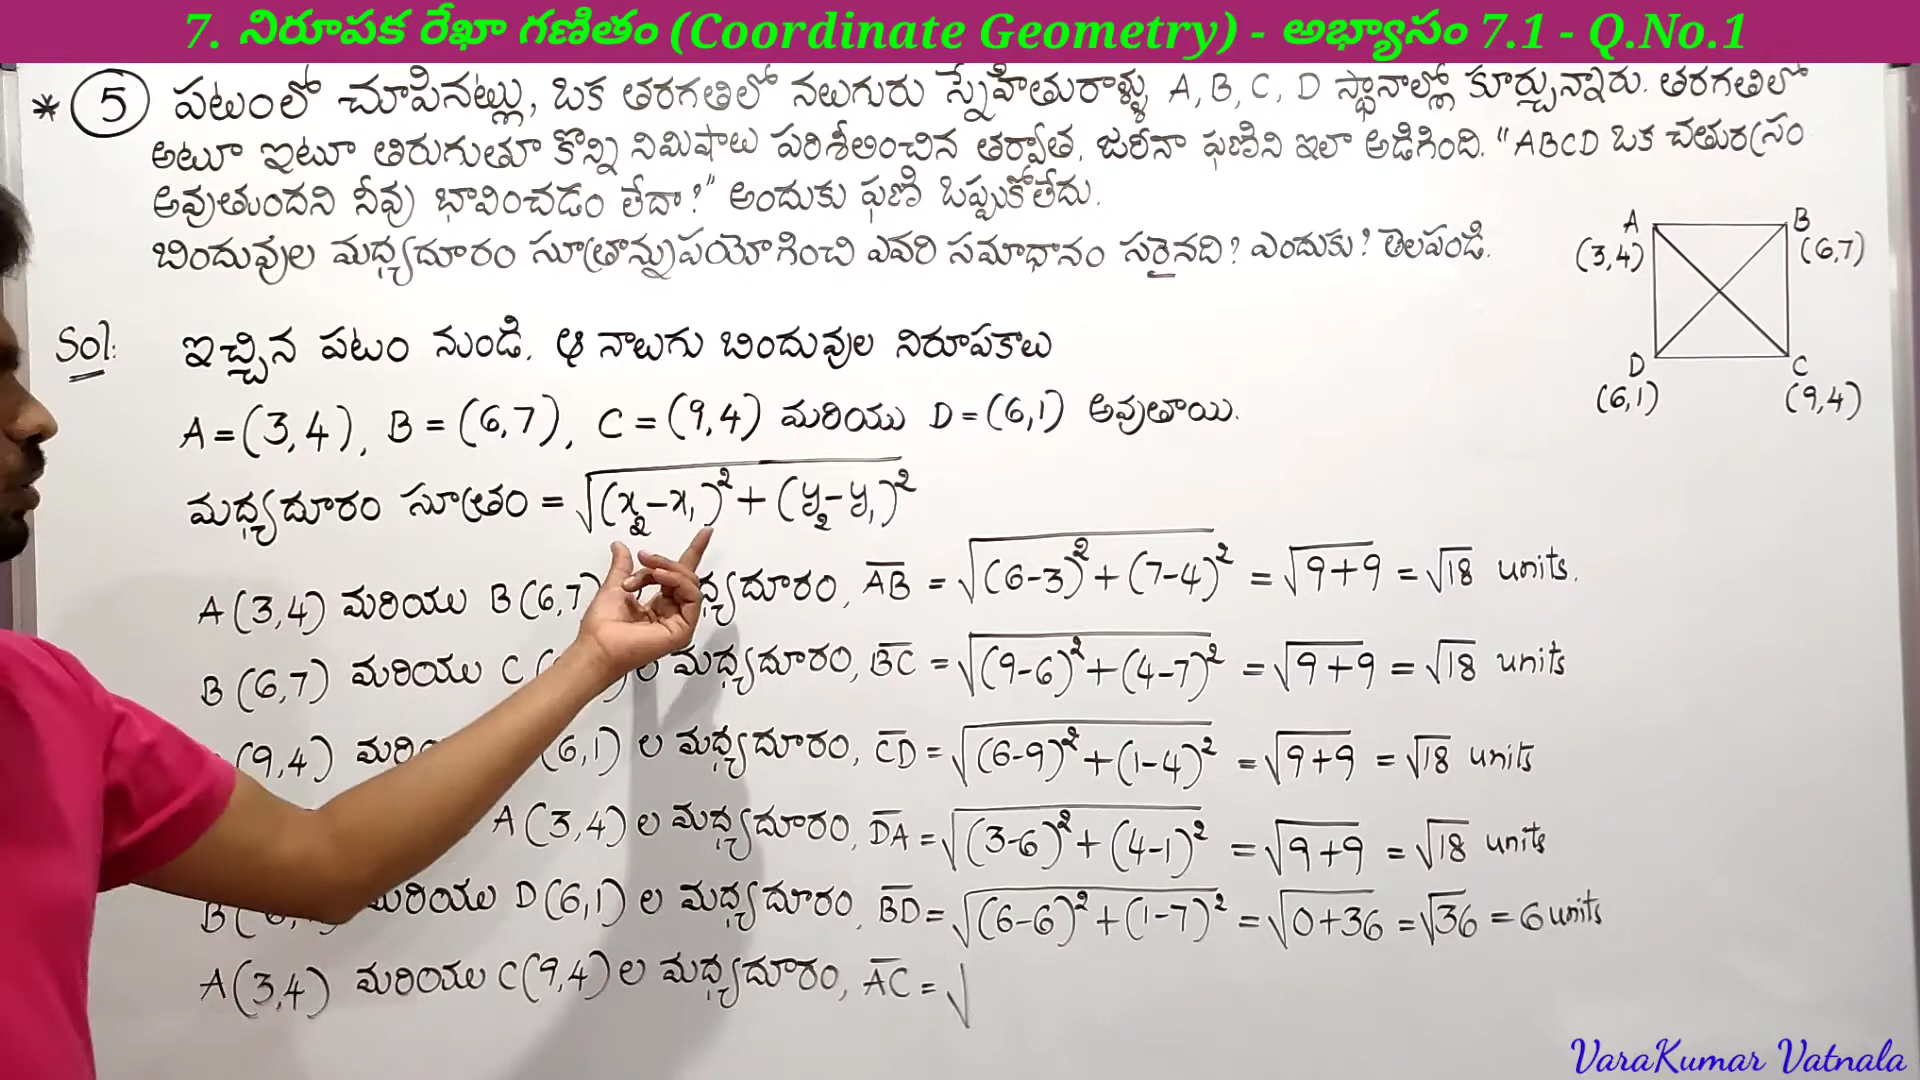 7. నిరూపక రేఖా గణితం (Coordinate Geometry) - అభ్యాసం 7.1 - Q.No.1
* 5 పటంలో చూపినట్లు, ఒక తరగతిలో నలుగురు స్నేహితురాళ్ళు A, B, C, D స్థానాల్లో కూర్చున్నారు. తరగతిలో
అటూ ఇటూ తిరుగుతూ కొన్ని నిమిషాలు పరిశీలించిన తర్వాత, జరీనా ఫణిని ఇలా అడిగింది. "ABCD ఒక చతురస్రం
అవుతుందని నీవు భావించడం లేదా?" అందుకు ఫణి ఒప్పుకోలేదు.
బిందువుల మధ్యదూరం సూత్రాన్నుపయోగించి ఎవరి సమాధానం సరైనది? ఎందుకు? తెలపండి.
A B
(3,4) (6,7)
D C
(6,1) (9,4)
Sol: ఇచ్చిన పటం నుండి, ఆ నాలుగు బిందువుల నిరూపకాలు
A = (3,4), B = (6,7), C = (9,4) మరియు D = (6,1) అవుతాయి.
మధ్యదూరం సూత్రం = √(x₂-x₁)² + (y₂-y₁)²
A(3,4) మరియు B(6,7) మధ్యదూరం, AB = √(6-3)² + (7-4)² = √9+9 = √18 units.
B(6,7) మరియు C ( ) ల మధ్యదూరం, BC = √(9-6)² + (4-7)² = √9+9 = √18 units
(9,4) మరి (6,1) ల మధ్యదూరం, CD = √(6-9)² + (1-4)² = √9+9 = √18 units
A(3,4) ల మధ్యదూరం, DA = √(3-6)² + (4-1)² = √9+9 = √18 units
B(6, మరియు D(6,1) ల మధ్యదూరం, BD = √(6-6)² + (1-7)² = √0+36 = √36 = 6 units
A(3,4) మరియు C(9,4) ల మధ్యదూరం, AC = √
VaraKumar Vatnala